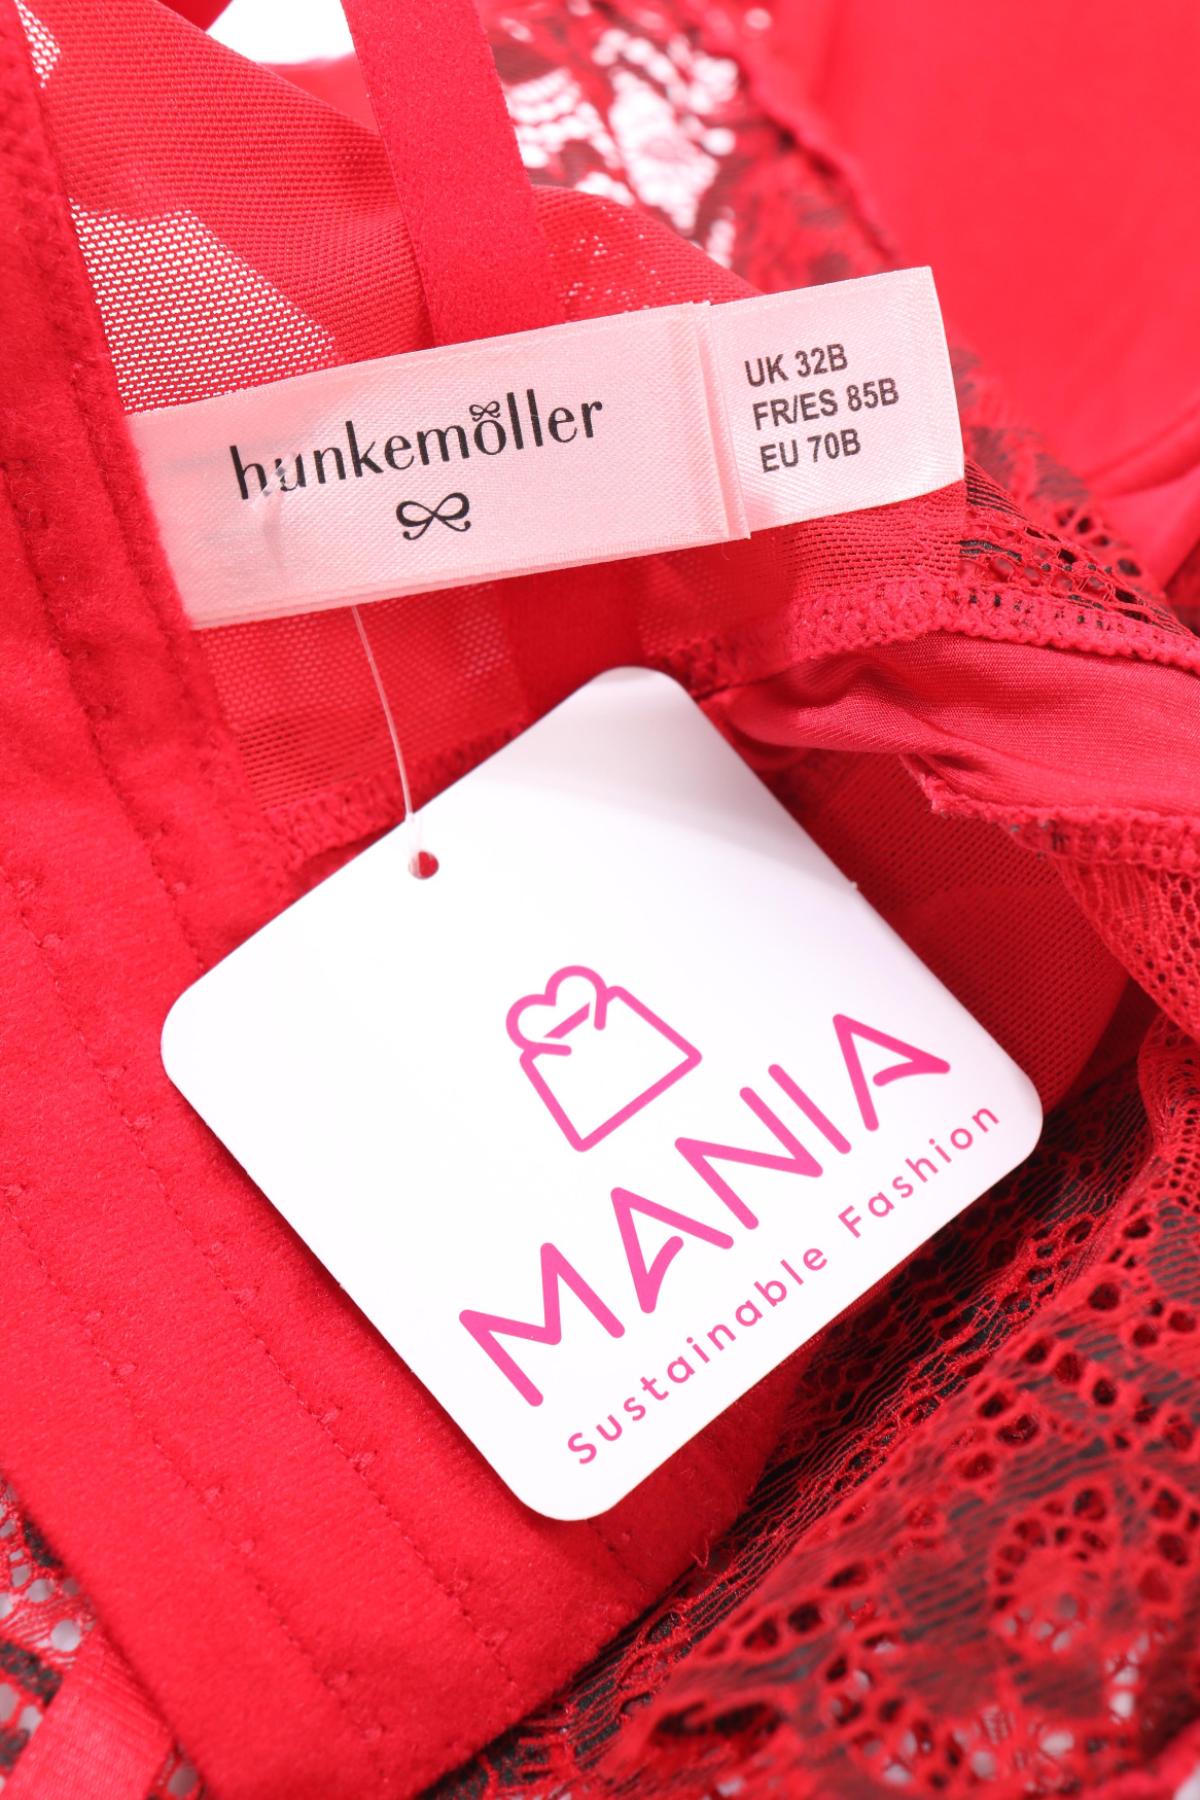 hunkemöller
UK 32B
FR/ES 85B
EU 70B
MANIA
Sustainable Fashion